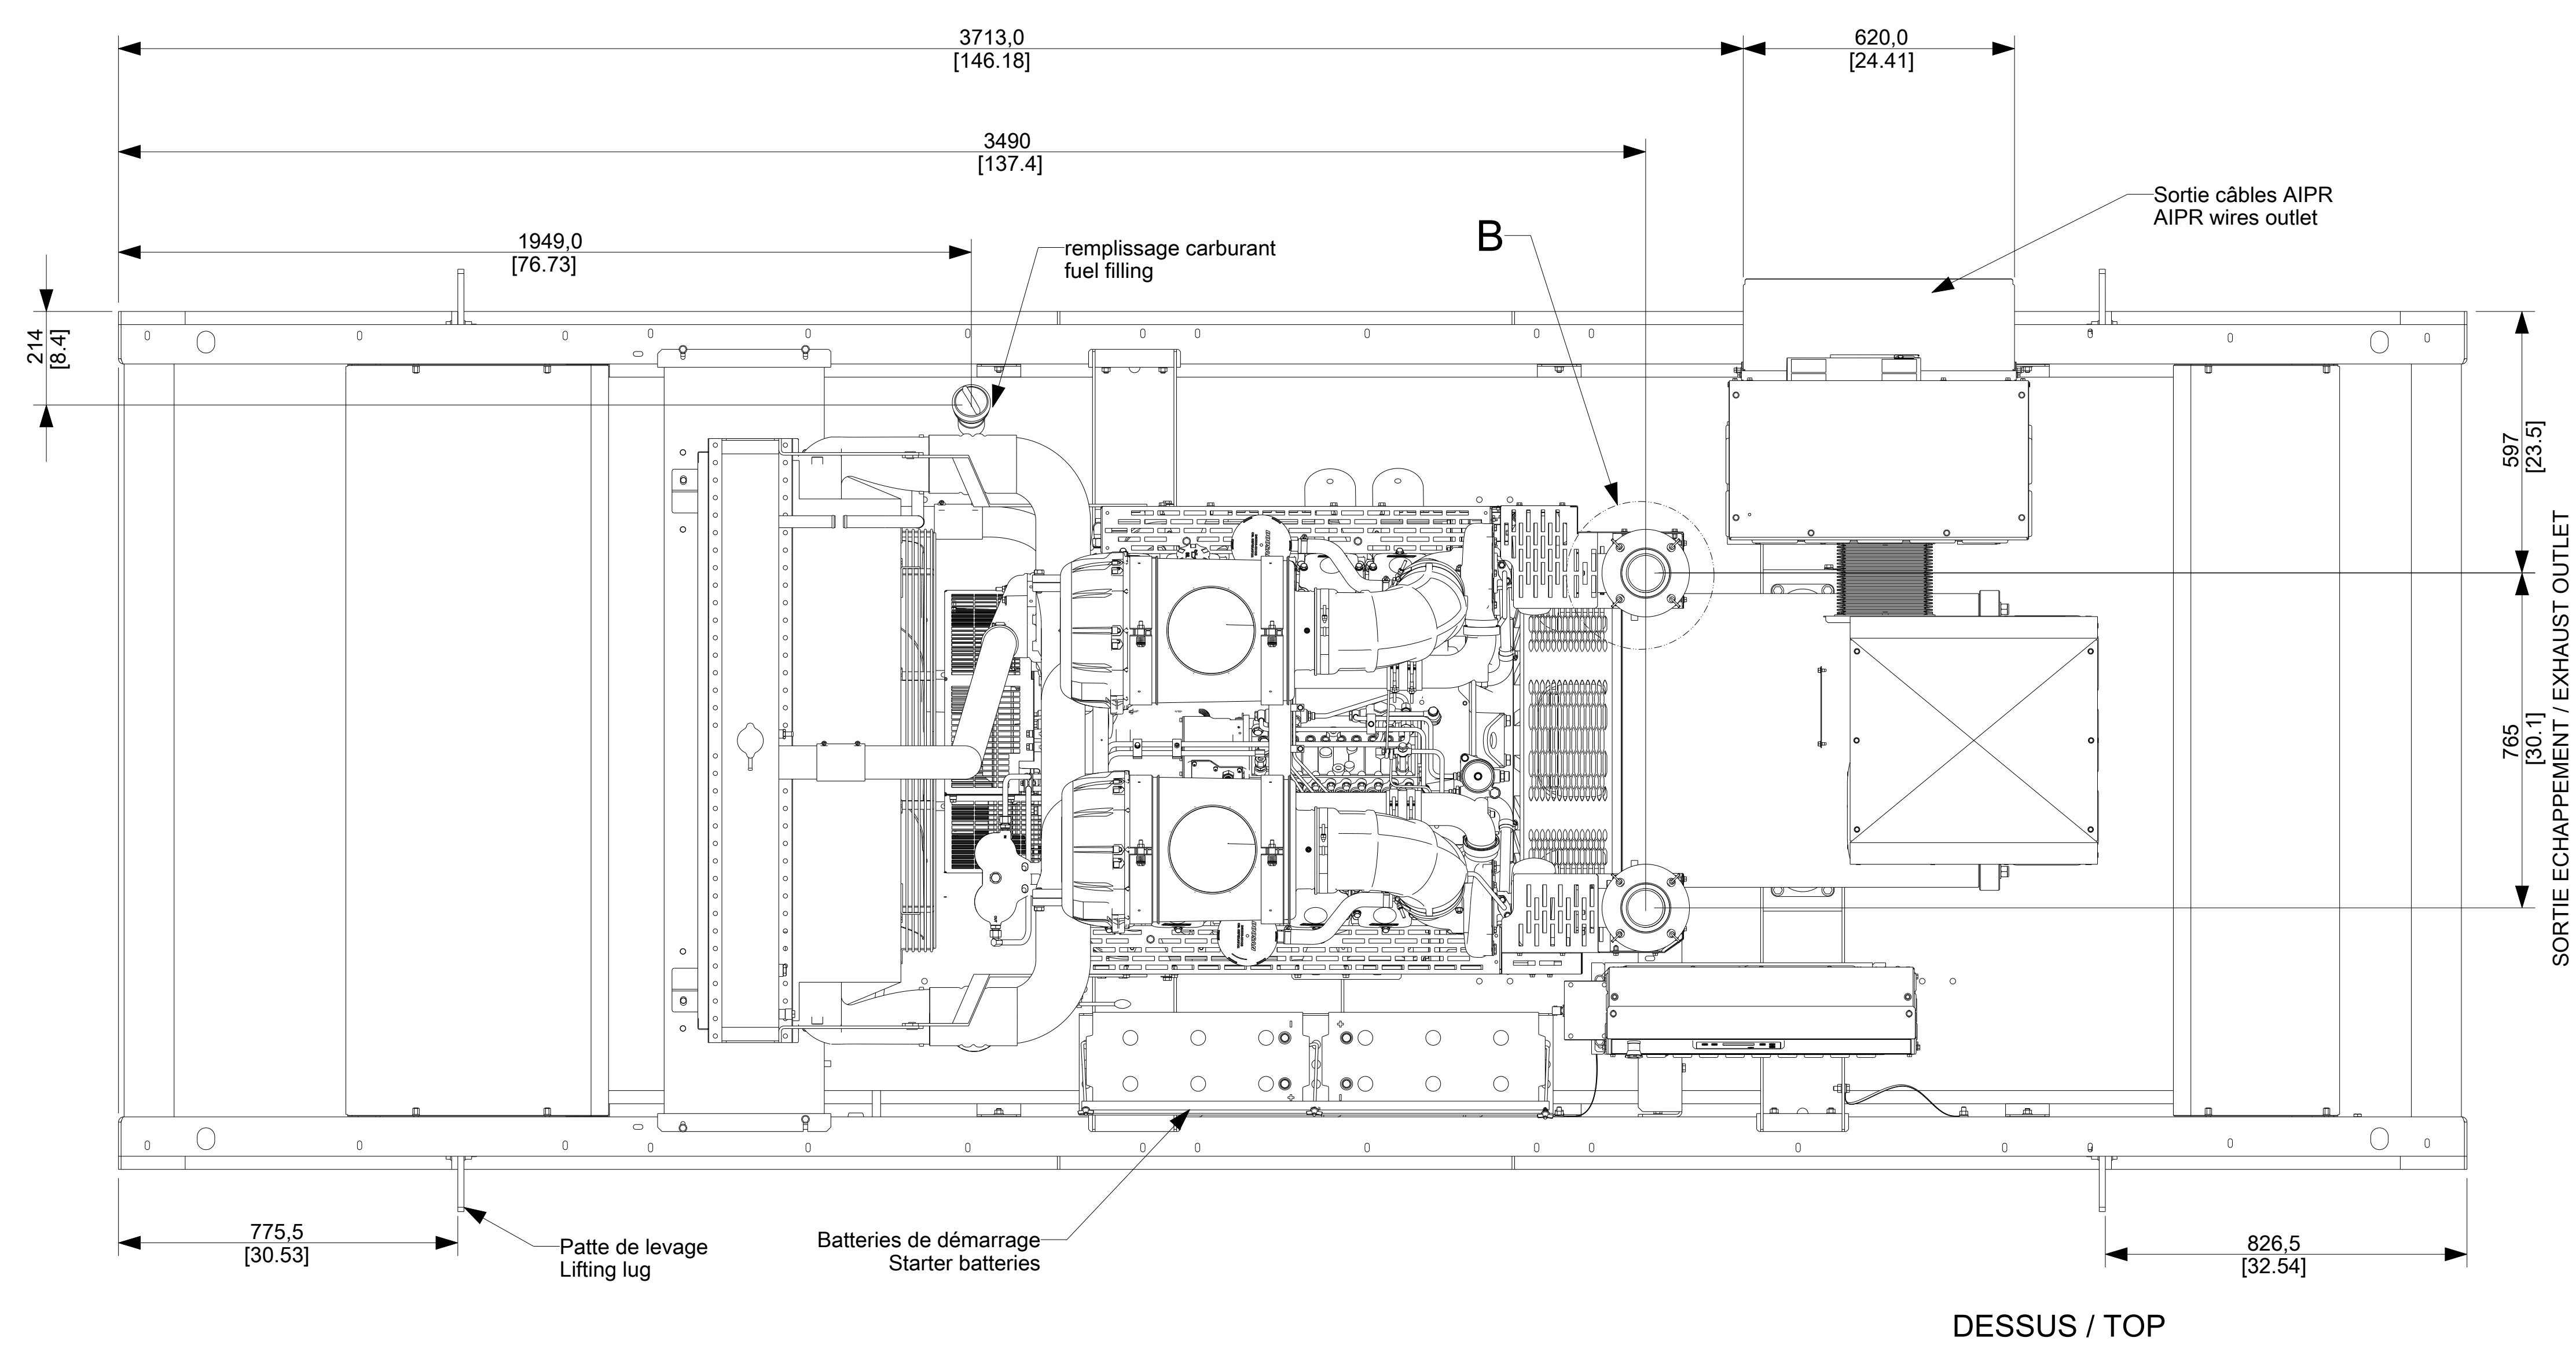 3713,0
[146.18]
620,0
[24.41]
3490
[137.4]
Sortie câbles AIPR
AIPR wires outlet
B
1949,0
[76.73]
remplissage carburant
fuel filling
214
[8.4]
597
[23.5]
765
[30.1]
SORTIE ECHAPPEMENT / EXHAUST OUTLET
775,5
[30.53]
Patte de levage
Lifting lug
Batteries de démarrage
Starter batteries
826,5
[32.54]
DESSUS / TOP